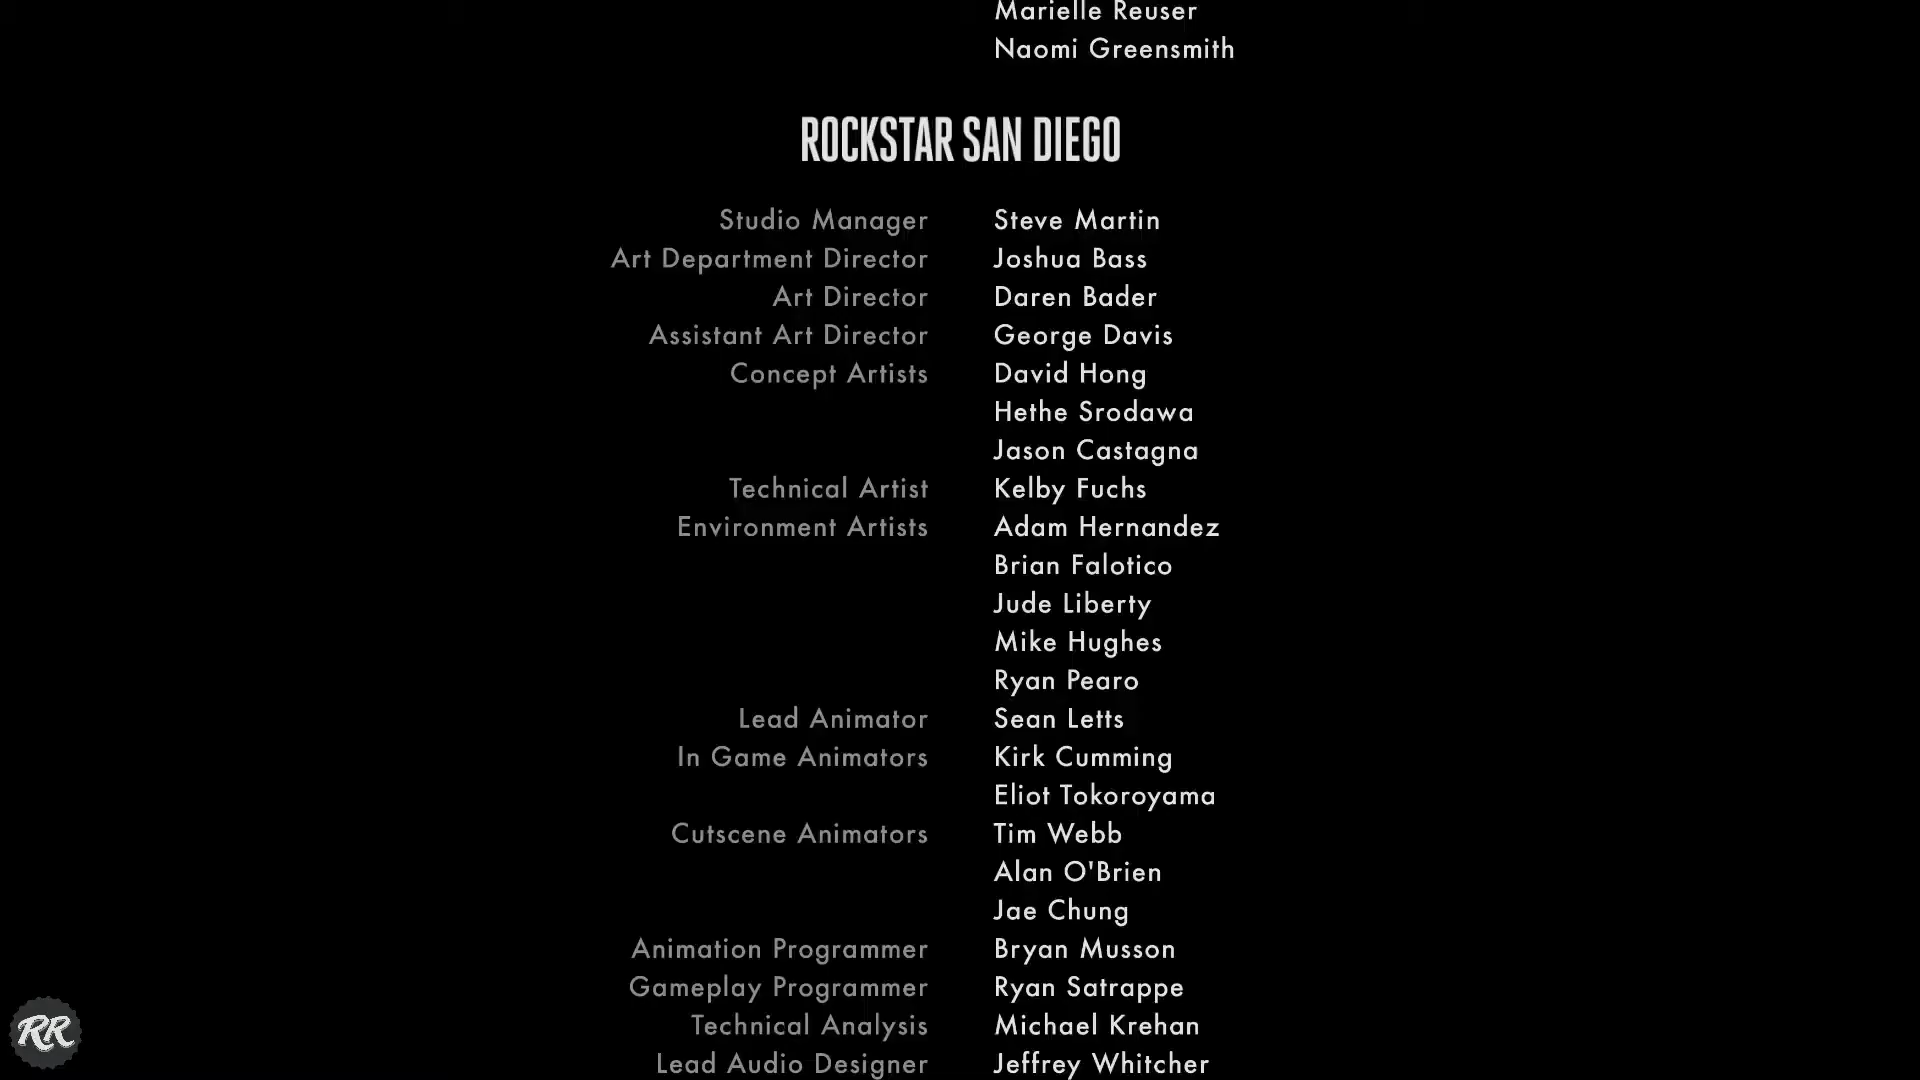 Marielle Reuser
Naomi Greensmith
ROCKSTAR SAN DIEGO
Studio Manager Steve Martin
Art Department Director Joshua Bass
Art Director Daren Bader
Assistant Art Director George Davis
Concept Artists David Hong
Hethe Srodawa
Jason Castagna
Technical Artist Kelby Fuchs
Environment Artists Adam Hernandez
Brian Falotico
Jude Liberty
Mike Hughes
Ryan Pearo
Lead Animator Sean Letts
In Game Animators Kirk Cumming
Eliot Tokoroyama
Cutscene Animators Tim Webb
Alan O'Brien
Jae Chung
Animation Programmer Bryan Musson
Gameplay Programmer Ryan Satrappe
Technical Analysis Michael Krehan
Lead Audio Designer Jeffrey Whitcher
RR